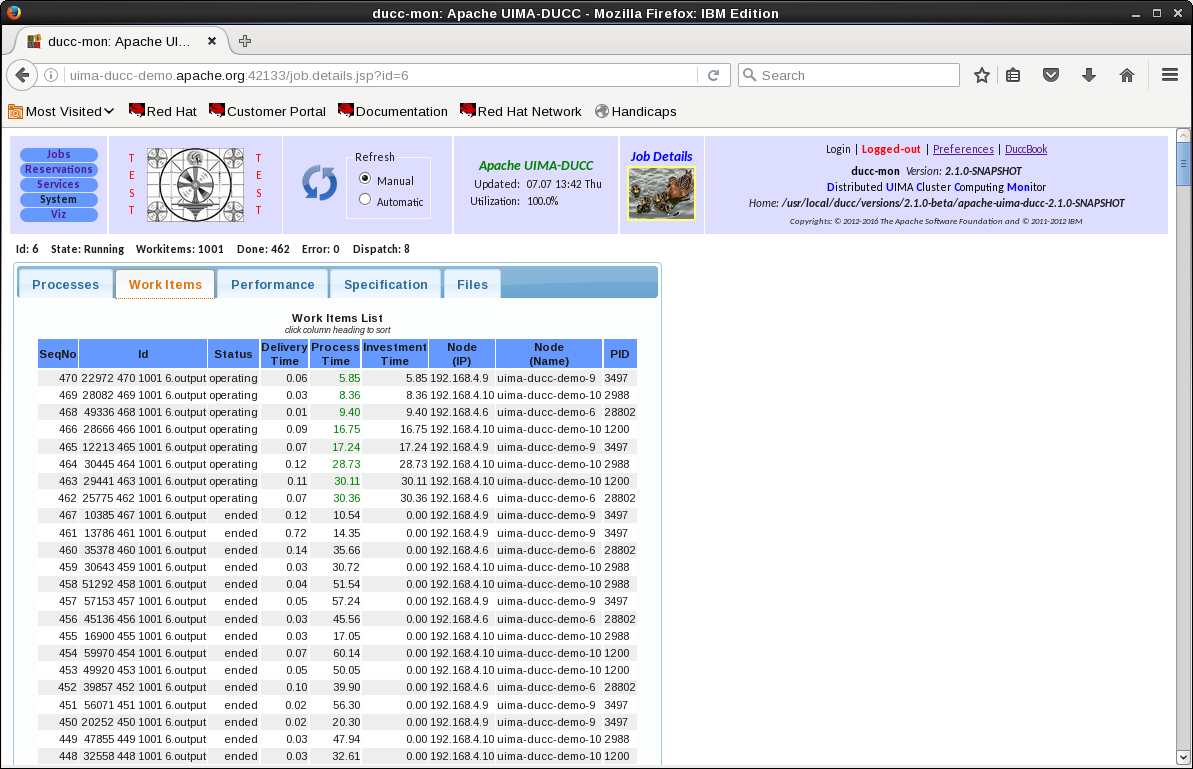 ducc-mon: Apache UIMA-DUCC - Mozilla Firefox: IBM Edition
ducc-mon: Apache UI...
uima-ducc-demo.apache.org:42133/job.details.jsp?id=6
Search
Most Visited Red Hat Customer Portal Documentation Red Hat Network Handicaps
Jobs
Reservations
Services
System
Viz
T E S T
T E S T
Refresh
Manual
Automatic
Apache UIMA-DUCC
Updated: 07.07 13:42 Thu
Utilization: 100.0%
Job Details
Login | Logged-out | Preferences | DuccBook
ducc-mon Version: 2.1.0-SNAPSHOT
Distributed UIMA Cluster Computing Monitor
Home: /usr/local/ducc/versions/2.1.0-beta/apache-uima-ducc-2.1.0-SNAPSHOT
Copyrights: © 2012-2016 The Apache Software Foundation and © 2011-2012 IBM
Id: 6 State: Running Workitems: 1001 Done: 462 Error: 0 Dispatch: 8
Processes Work Items Performance Specification Files
Work Items List
click column heading to sort
SeqNo Id Status Delivery Time Process Time Investment Time Node (IP) Node (Name) PID
470 22972 470 1001 6.output operating 0.06 5.85 5.85 192.168.4.9 uima-ducc-demo-9 3497
469 28082 469 1001 6.output operating 0.03 8.36 8.36 192.168.4.10 uima-ducc-demo-10 2988
468 49336 468 1001 6.output operating 0.01 9.40 9.40 192.168.4.6 uima-ducc-demo-6 28802
466 28666 466 1001 6.output operating 0.09 16.75 16.75 192.168.4.10 uima-ducc-demo-10 1200
465 12213 465 1001 6.output operating 0.07 17.24 17.24 192.168.4.9 uima-ducc-demo-9 3497
464 30445 464 1001 6.output operating 0.12 28.73 28.73 192.168.4.10 uima-ducc-demo-10 2988
463 29441 463 1001 6.output operating 0.11 30.11 30.11 192.168.4.10 uima-ducc-demo-10 1200
462 25775 462 1001 6.output operating 0.07 30.36 30.36 192.168.4.6 uima-ducc-demo-6 28802
467 10385 467 1001 6.output ended 0.12 10.54 0.00 192.168.4.9 uima-ducc-demo-9 3497
461 13786 461 1001 6.output ended 0.72 14.35 0.00 192.168.4.9 uima-ducc-demo-9 3497
460 35378 460 1001 6.output ended 0.14 35.66 0.00 192.168.4.6 uima-ducc-demo-6 28802
459 30643 459 1001 6.output ended 0.03 30.72 0.00 192.168.4.10 uima-ducc-demo-10 2988
458 51292 458 1001 6.output ended 0.04 51.54 0.00 192.168.4.10 uima-ducc-demo-10 2988
457 57153 457 1001 6.output ended 0.05 57.24 0.00 192.168.4.9 uima-ducc-demo-9 3497
456 45136 456 1001 6.output ended 0.03 45.56 0.00 192.168.4.6 uima-ducc-demo-6 28802
455 16900 455 1001 6.output ended 0.03 17.05 0.00 192.168.4.10 uima-ducc-demo-10 2988
454 59970 454 1001 6.output ended 0.07 60.14 0.00 192.168.4.10 uima-ducc-demo-10 1200
453 49920 453 1001 6.output ended 0.05 50.05 0.00 192.168.4.10 uima-ducc-demo-10 1200
452 39857 452 1001 6.output ended 0.10 39.90 0.00 192.168.4.6 uima-ducc-demo-6 28802
451 56071 451 1001 6.output ended 0.02 56.30 0.00 192.168.4.9 uima-ducc-demo-9 3497
450 20252 450 1001 6.output ended 0.02 20.30 0.00 192.168.4.9 uima-ducc-demo-9 3497
449 47855 449 1001 6.output ended 0.03 47.94 0.00 192.168.4.10 uima-ducc-demo-10 2988
448 32558 448 1001 6.output ended 0.03 32.61 0.00 192.168.4.10 uima-ducc-demo-10 1200